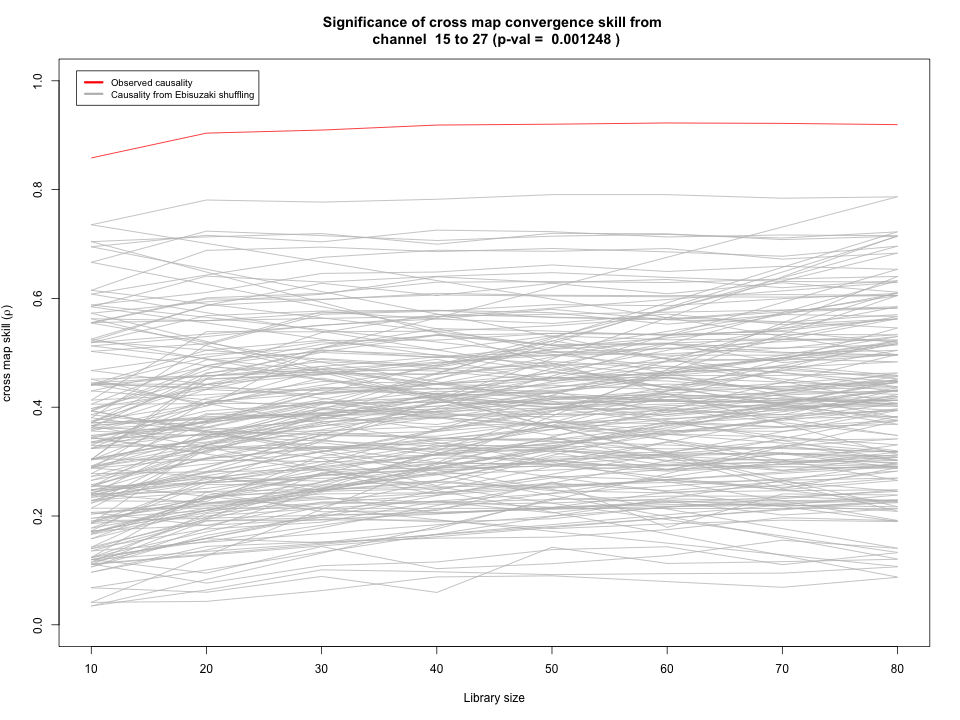 Significance of cross map convergence skill from
channel  15 to 27 (p-val =  0.001248 )
Observed causality
Causality from Ebisuzaki shuffling
cross map skill (ρ)
1.0
0.8
0.6
0.4
0.2
0.0
10 20 30 40 50 60 70 80
Library size